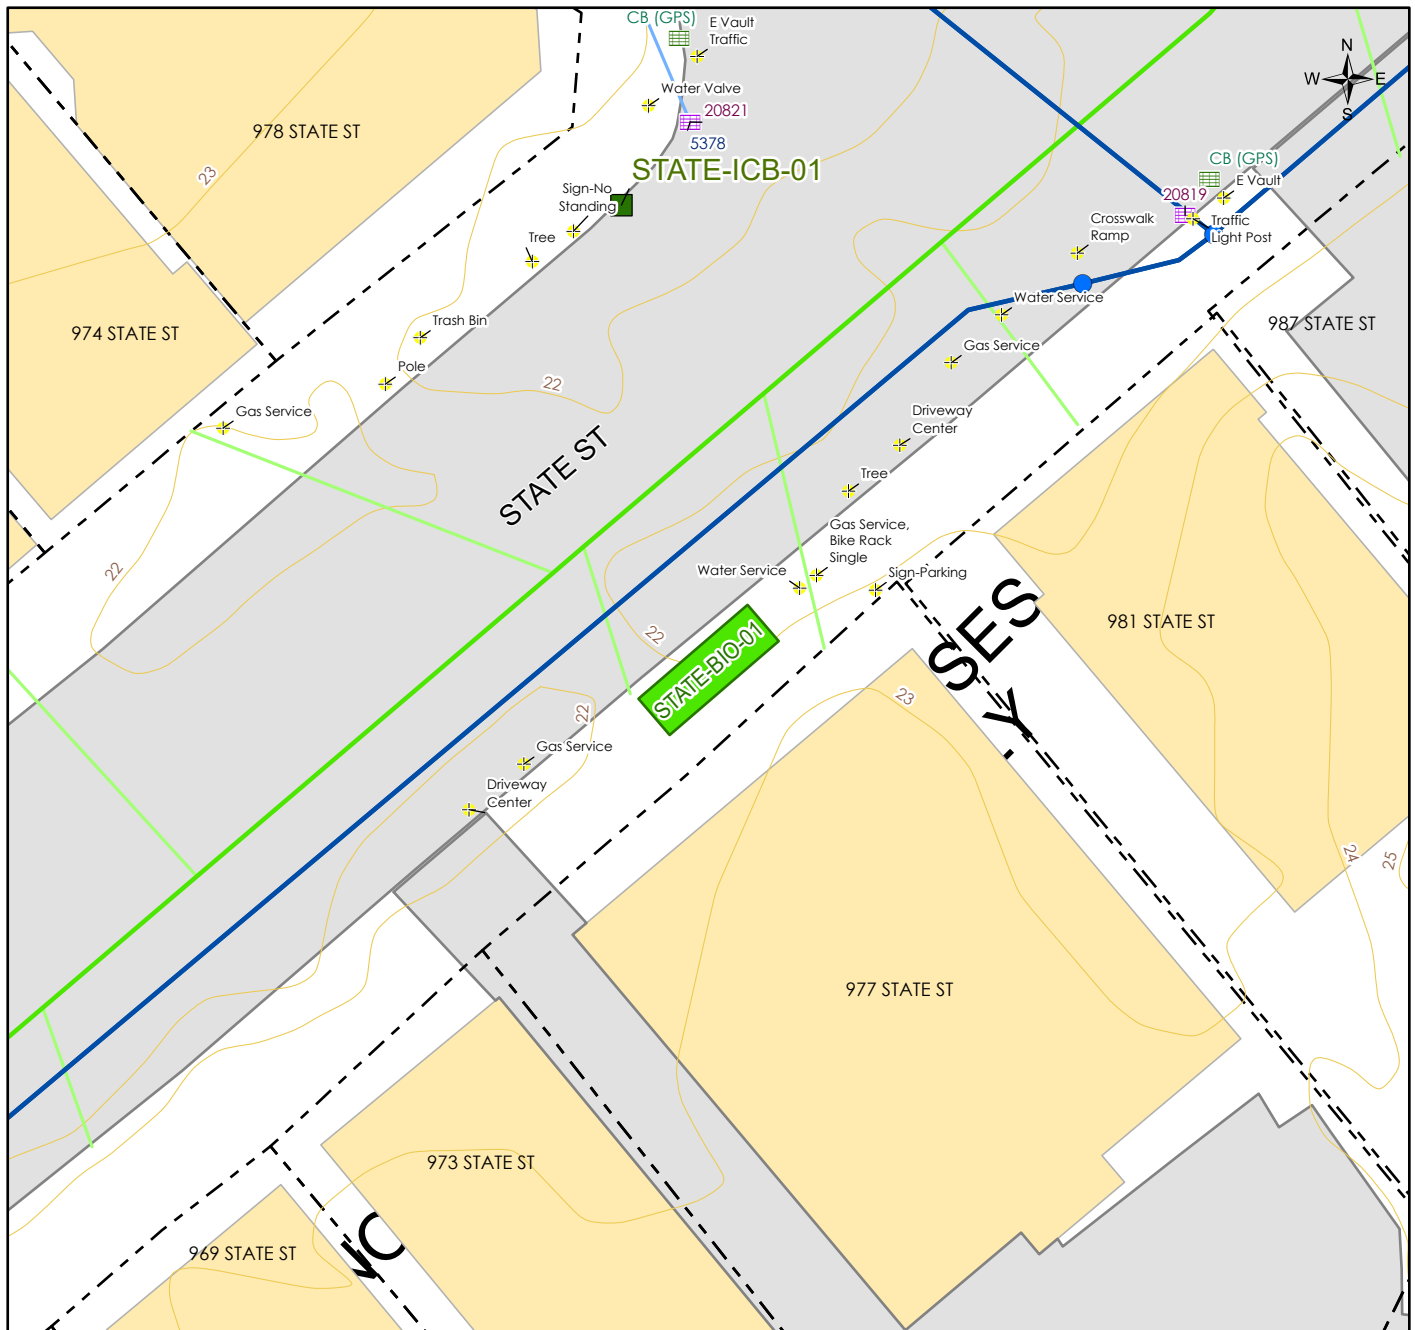 CB (GPS)
E Vault
Traffic
N
W
E
S
Water Valve
20821
978 STATE ST
5378
STATE-ICB-01
CB (GPS)
23
E Vault
Sign-No
Standing
20819
Crosswalk
Ramp
Traffic
Light Post
Tree
Water Service
Trash Bin
974 STATE ST
987 STATE ST
Gas Service
Pole
22
Gas Service
Driveway
Center
STATE ST
Tree
Gas Service,
Bike Rack
Single
22
Water Service
Sign-Parking
SES
981 STATE ST
22
STATE-BIO-01
23
22
Y
Gas Service
Driveway
Center
24
25
977 STATE ST
973 STATE ST
969 STATE ST